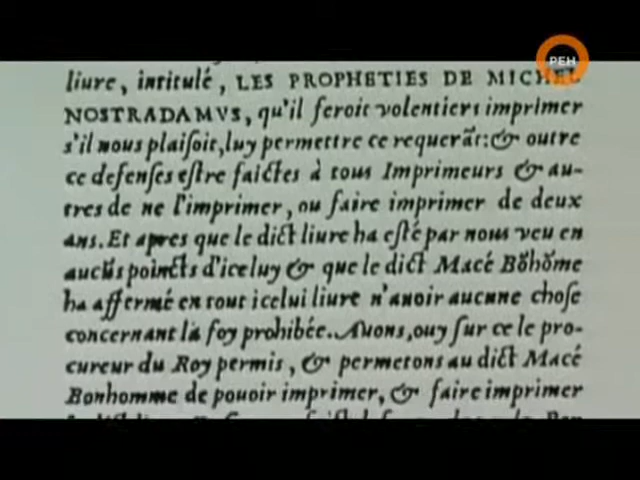 РЕН
liure, intitulé, LES PROPHETIES DE MICHEL
NOSTRADAMVS, qu'il feroit volentiers imprimer
s'il nous plaiſoit, luy permettre ce requerãt: & outre
ce defenſes eſtre faictes à tous Imprimeurs & au-
tres de ne l'imprimer, ou faire imprimer de deux
ans. Et apres que le dict liure ha eſté par nous veu en
aucũs poincts d'iceluy & que le dict Macé Bõhõme
ha affermé en tout icelui liure n'auoir aucune choſe
concernant la foy prohibée. Auons, ouy ſur ce le pro-
cureur du Roy permis, & permetons au dict Macé
Bonhomme de pouoir imprimer, & faire imprimer